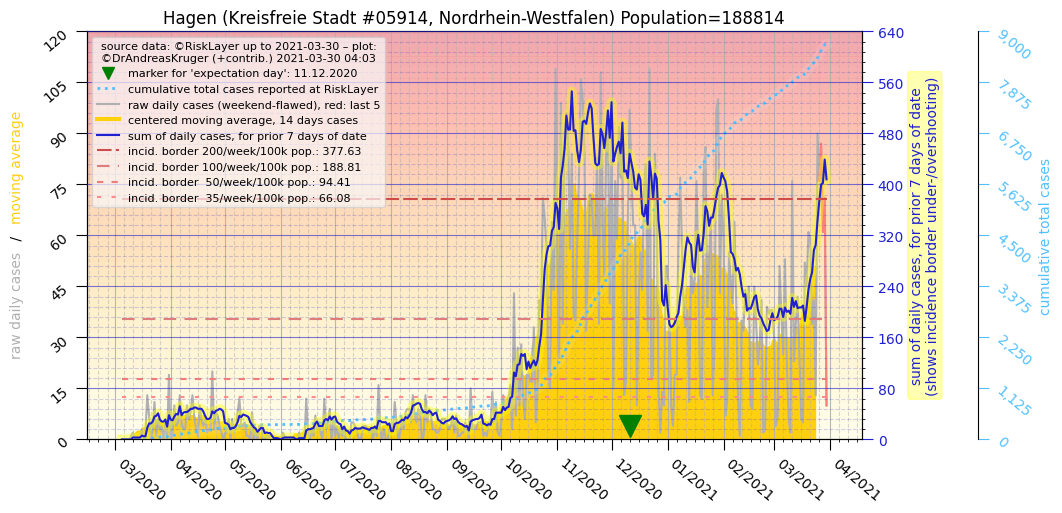 Hagen (Kreisfreie Stadt #05914, Nordrhein-Westfalen) Population=188814
source data: ©RiskLayer up to 2021-03-30 – plot:
©DrAndreasKruger (+contrib.) 2021-03-30 04:03
marker for 'expectation day': 11.12.2020
cumulative total cases reported at RiskLayer
raw daily cases (weekend-flawed), red: last 5
centered moving average, 14 days cases
sum of daily cases, for prior 7 days of date
incid. border 200/week/100k pop.: 377.63
incid. border 100/week/100k pop.: 188.81
incid. border  50/week/100k pop.: 94.41
incid. border  35/week/100k pop.: 66.08
raw daily cases / moving average
120
105
90
75
60
45
30
15
0
03/2020
04/2020
05/2020
06/2020
07/2020
08/2020
09/2020
10/2020
11/2020
12/2020
01/2021
02/2021
03/2021
04/2021
640
560
480
400
320
240
160
80
0
sum of daily cases, for prior 7 days of date
(shows incidence border under-/overshooting)
9,000
7,875
6,750
5,625
4,500
3,375
2,250
1,125
0
cumulative total cases